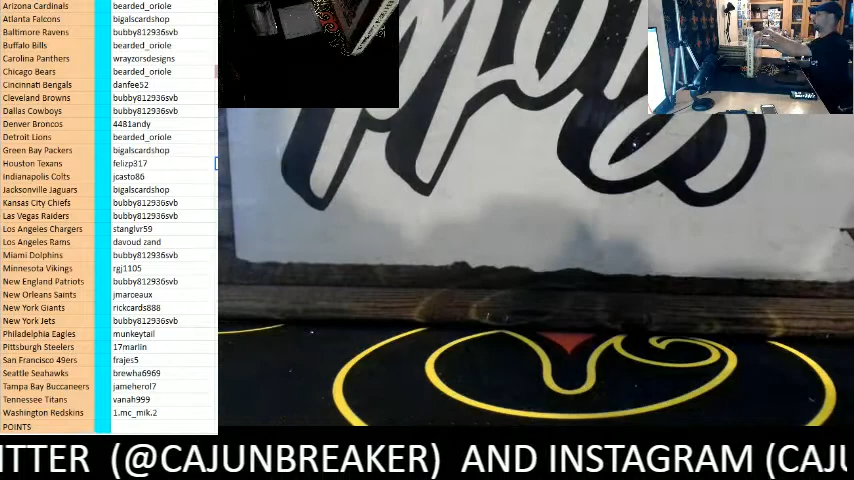 Arizona Cardinals bearded_oriole
Atlanta Falcons bigalscardshop
Baltimore Ravens bubby812936svb
Buffalo Bills bearded_oriole
Carolina Panthers wrayzorsdesigns
Chicago Bears bearded_oriole
Cincinnati Bengals danfee52
Cleveland Browns bubby812936svb
Dallas Cowboys bubby812936svb
Denver Broncos 4481andy
Detroit Lions bearded_oriole
Green Bay Packers bigalscardshop
Houston Texans felizp317
Indianapolis Colts jcasto86
Jacksonville Jaguars bigalscardshop
Kansas City Chiefs bubby812936svb
Las Vegas Raiders bubby812936svb
Los Angeles Chargers stanglvr59
Los Angeles Rams davoud zand
Miami Dolphins bubby812936svb
Minnesota Vikings rgj1105
New England Patriots bubby812936svb
New Orleans Saints jmarceaux
New York Giants rickcards888
New York Jets bubby812936svb
Philadelphia Eagles munkeytail
Pittsburgh Steelers 17marlin
San Francisco 49ers frajes5
Seattle Seahawks brewha6969
Tampa Bay Buccaneers jameherol7
Tennessee Titans vanah999
Washington Redskins 1.mc_mik.2
POINTS
ITTER (@CAJUNBREAKER) AND INSTAGRAM (CAJU